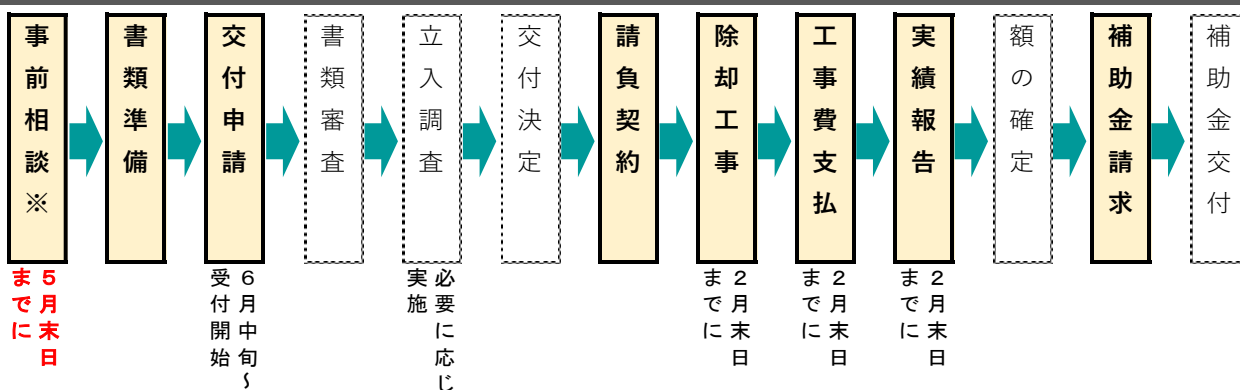 事前相談※
書類準備
交付申請
書類審査
立入調査
交付決定
請負契約
除却工事
工事費支払
実績報告
額の確定
補助金請求
補助金交付
５月末日
までに
６月中旬～
受付開始
必要に応じ
実施
２月末日
までに
２月末日
までに
２月末日
までに